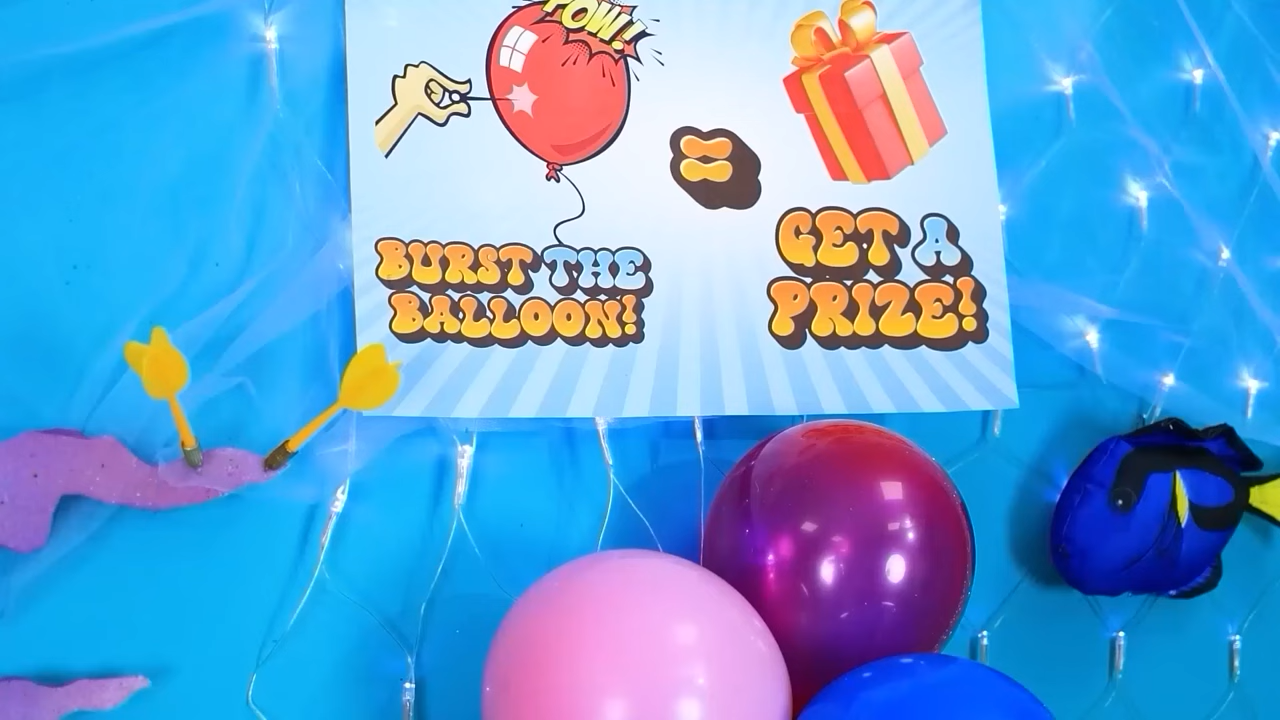 POW!!
=
BURST THE
BALLOON!
GET A
PRIZE!